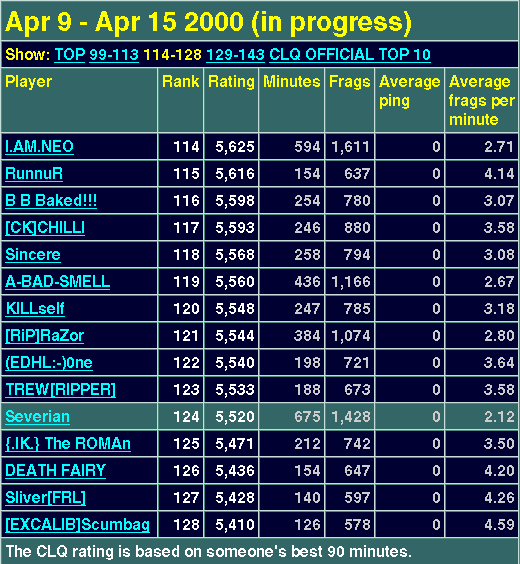 Apr 9 - Apr 15 2000 (in progress)
Show: TOP 99-113 114-128 129-143 CLQ OFFICIAL TOP 10
Player Rank Rating Minutes Frags Average ping Average frags per minute
I.AM.NEO 114 5,625 594 1,611 0 2.71
RunnuR 115 5,616 154 637 0 4.14
B B Baked!!! 116 5,598 254 780 0 3.07
[CK]CHILLI 117 5,593 246 880 0 3.58
Sincere 118 5,568 258 794 0 3.08
A-BAD-SMELL 119 5,560 436 1,166 0 2.67
KILLself 120 5,548 247 785 0 3.18
[RiP]RaZor 121 5,544 384 1,074 0 2.80
(EDHL:-)0ne 122 5,540 198 721 0 3.64
TREW[RIPPER] 123 5,533 188 673 0 3.58
Severian 124 5,520 675 1,428 0 2.12
{.IK.} The ROMAn 125 5,471 212 742 0 3.50
DEATH FAIRY 126 5,436 154 647 0 4.20
Sliver[FRL] 127 5,428 140 597 0 4.26
[EXCALIB]Scumbag 128 5,410 126 578 0 4.59
The CLQ rating is based on someone's best 90 minutes.